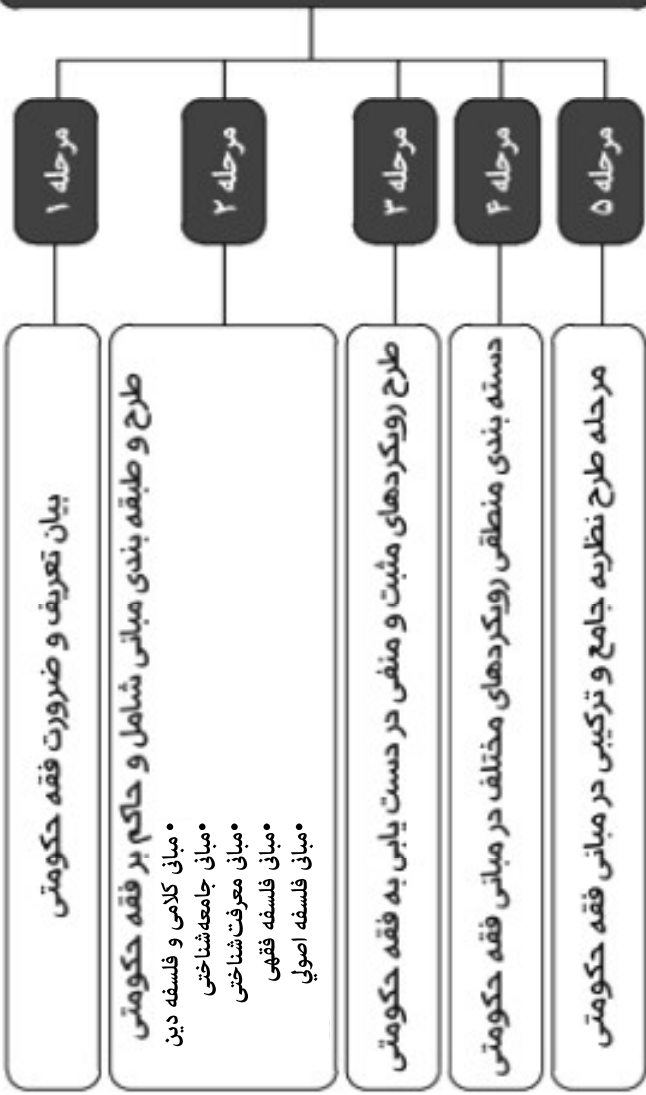 مرحله ۱
بیان تعریف و ضرورت فقه حکومتی
مرحله ۲
طرح و طبقه بندی مبانی شامل و حاکم بر فقه حکومتی
• مبانی کلامی و فلسفه دین
•مبانی جامعه‌شناختی
•مبانی معرفت‌شناختی
•مبانی فلسفه فقهی
•مبانی فلسفه اصولی
مرحله ۳
طرح رویکردهای مثبت و منفی در دست یابی به فقه حکومتی
مرحله ۴
دسته بندی منطقی رویکردهای مختلف در مبانی فقه حکومتی
مرحله ۵
مرحله طرح نظریه جامع و ترکیبی در مبانی فقه حکومتی